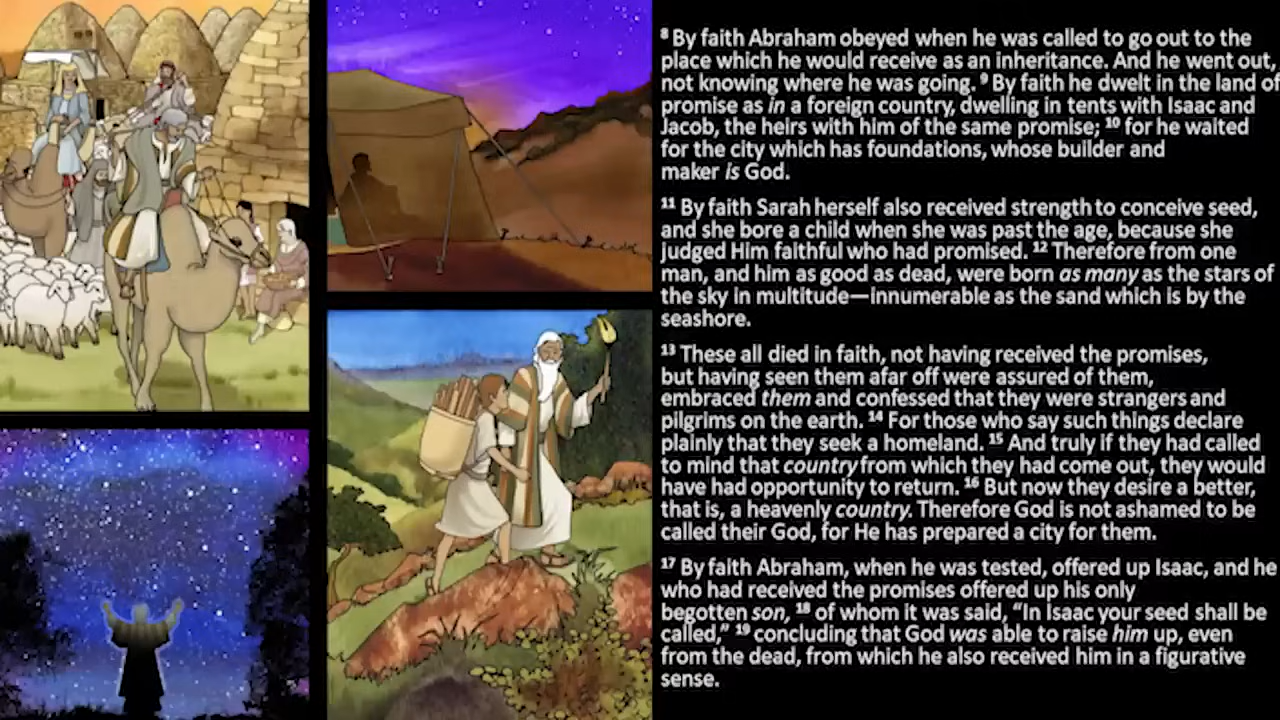 ⁸ By faith Abraham obeyed when he was called to go out to the
place which he would receive as an inheritance. And he went out,
not knowing where he was going. ⁹ By faith he dwelt in the land of
promise as in a foreign country, dwelling in tents with Isaac and
Jacob, the heirs with him of the same promise; ¹⁰ for he waited
for the city which has foundations, whose builder and
maker is God.
¹¹ By faith Sarah herself also received strength to conceive seed,
and she bore a child when she was past the age, because she
judged Him faithful who had promised. ¹² Therefore from one
man, and him as good as dead, were born as many as the stars of
the sky in multitude—innumerable as the sand which is by the
seashore.
¹³ These all died in faith, not having received the promises,
but having seen them afar off were assured of them,
embraced them and confessed that they were strangers and
pilgrims on the earth. ¹⁴ For those who say such things declare
plainly that they seek a homeland. ¹⁵ And truly if they had called
to mind that country from which they had come out, they would
have had opportunity to return. ¹⁶ But now they desire a better,
that is, a heavenly country. Therefore God is not ashamed to be
called their God, for He has prepared a city for them.
¹⁷ By faith Abraham, when he was tested, offered up Isaac, and he
who had received the promises offered up his only
begotten son, ¹⁸ of whom it was said, “In Isaac your seed shall be
called,” ¹⁹ concluding that God was able to raise him up, even
from the dead, from which he also received him in a figurative
sense.